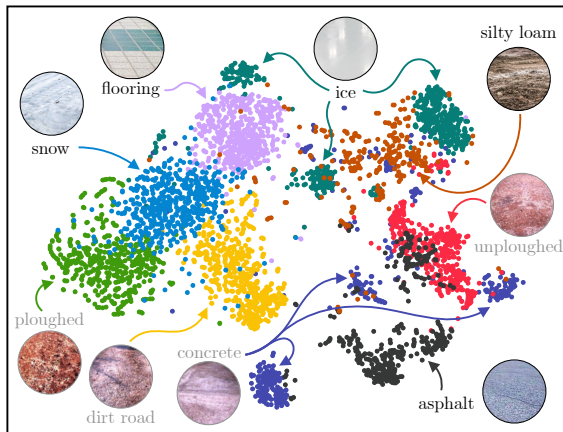 silty loam
flooring
ice
snow
unploughed
ploughed
concrete
dirt road
asphalt